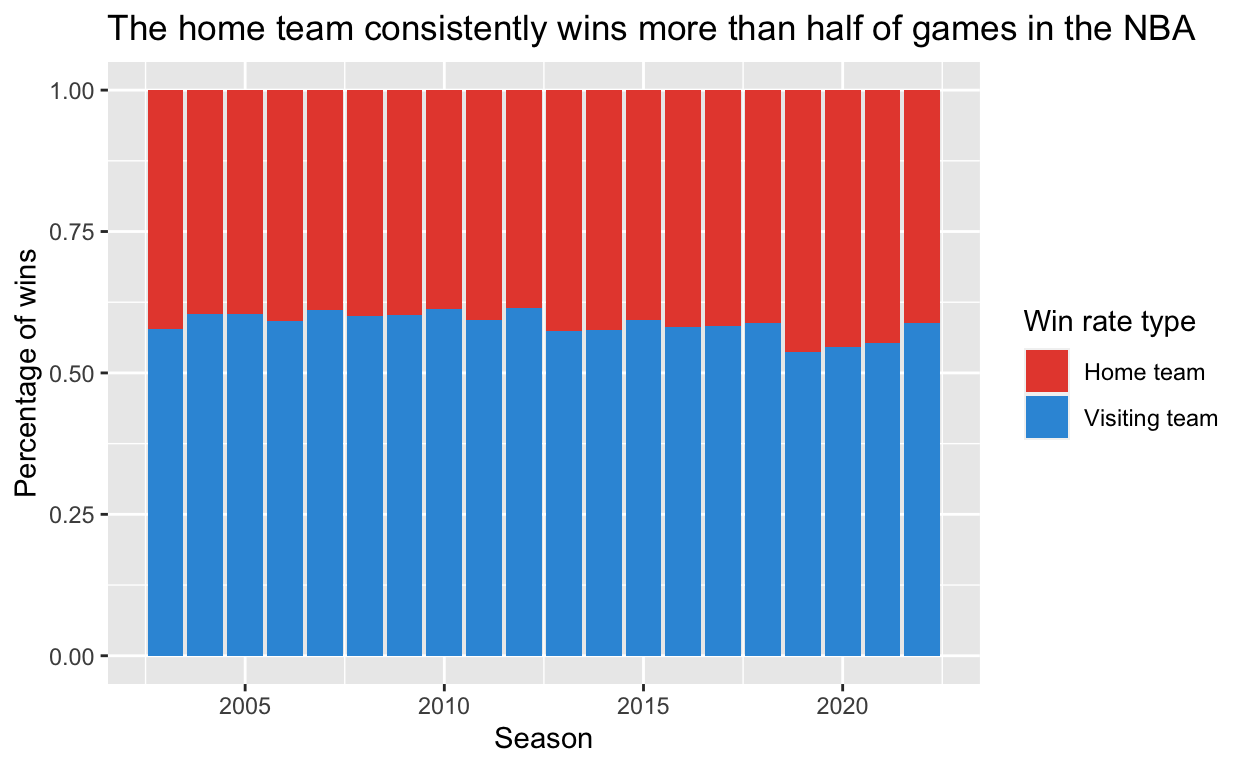 The home team consistently wins more than half of games in the NBA
1.00
0.75
0.50
0.25
0.00
Percentage of wins
2005
2010
2015
2020
Season
Win rate type
Home team
Visiting team